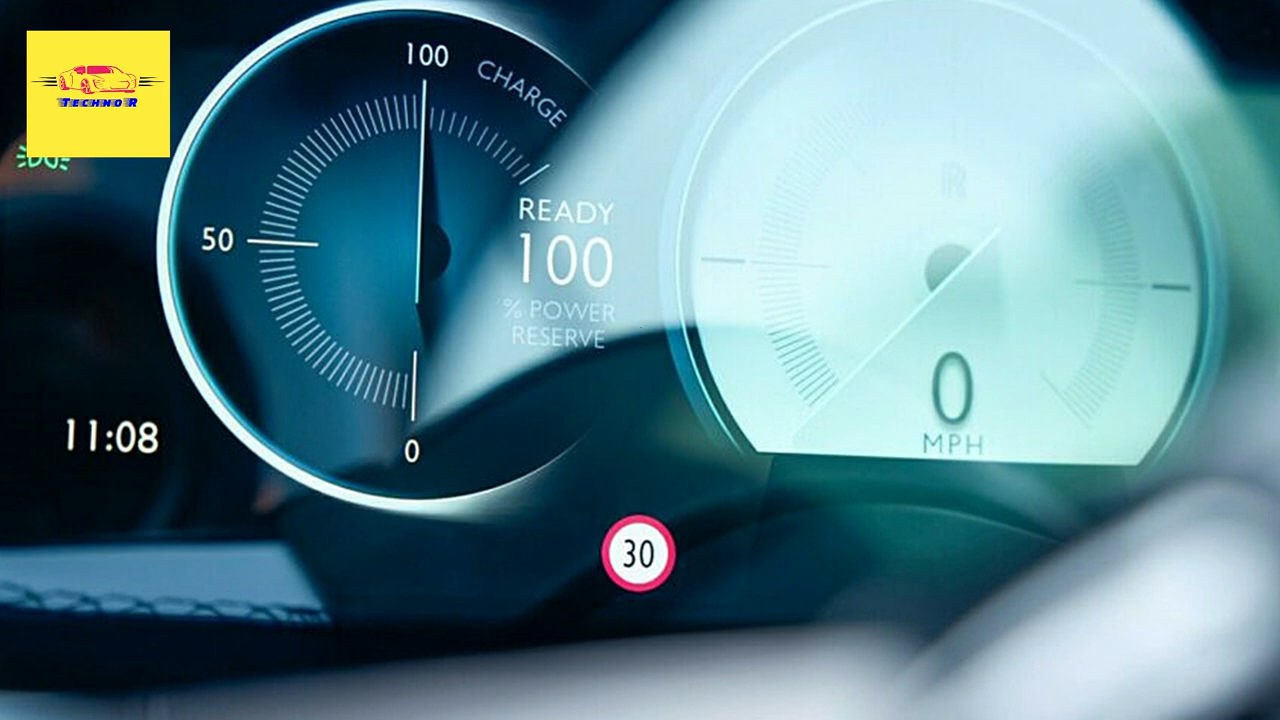 TECHNO R
100
CHARGE
50
READY
100
% POWER
RESERVE
0
11:08
R
0
MPH
30